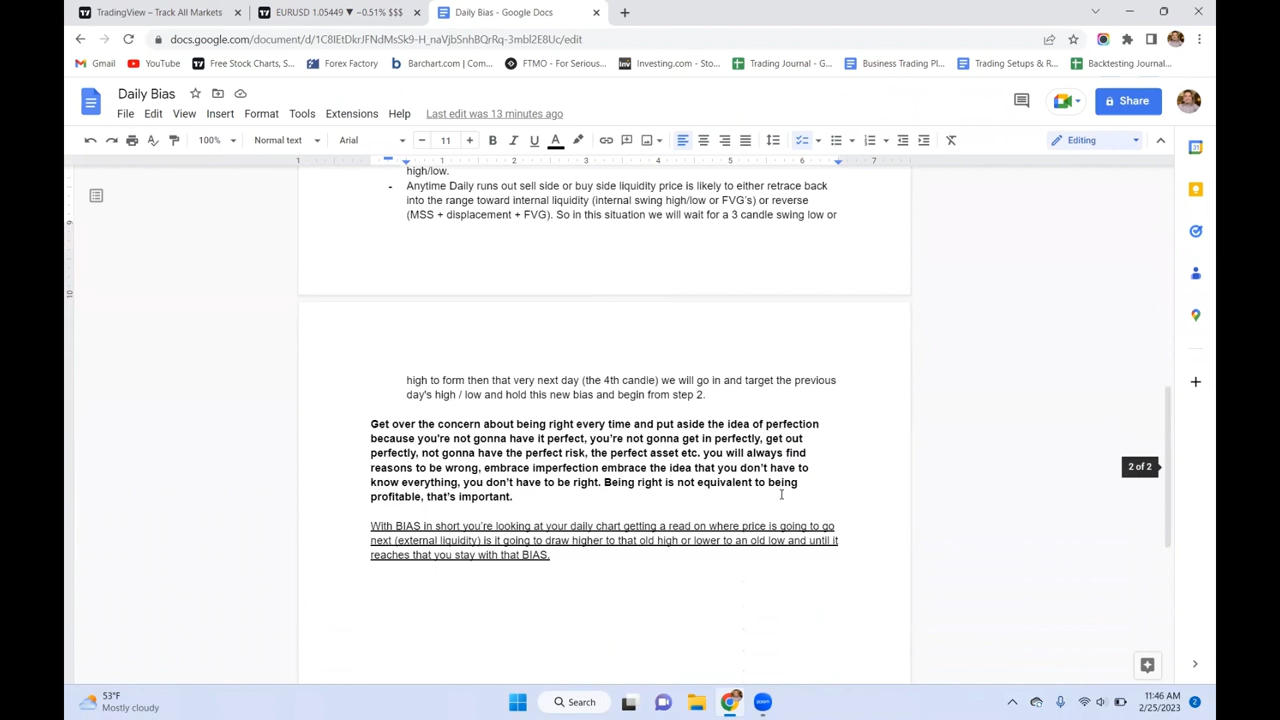 TradingView – Track All Markets
EURUSD 1.05449 ▼ −0.51% $$$
Daily Bias - Google Docs
docs.google.com/document/d/1C8IEtDkrJFNdMsSk9-H_naVjbSnhBQrRq-3mbl2E8Uc/edit
Gmail
YouTube
Free Stock Charts, S...
Forex Factory
Barchart.com | Com...
FTMO - For Serious...
Investing.com - Sto...
Trading Journal - G...
Business Trading Pl...
Trading Setups & R...
Backtesting Journal...
Daily Bias
File Edit View Insert Format Tools Extensions Help Last edit was 13 minutes ago
Share
100% Normal text Arial 11 Editing
1 1 2 3 4 5 6 7
high/low.
- Anytime Daily runs out sell side or buy side liquidity price is likely to either retrace back
into the range toward internal liquidity (internal swing high/low or FVG's) or reverse
(MSS + displacement + FVG). So in this situation we will wait for a 3 candle swing low or
high to form then that very next day (the 4th candle) we will go in and target the previous
day's high / low and hold this new bias and begin from step 2.
Get over the concern about being right every time and put aside the idea of perfection
because you're not gonna have it perfect, you're not gonna get in perfectly, get out
perfectly, not gonna have the perfect risk, the perfect asset etc. you will always find
reasons to be wrong, embrace imperfection embrace the idea that you don't have to
know everything, you don't have to be right. Being right is not equivalent to being
profitable, that's important.
With BIAS in short you're looking at your daily chart getting a read on where price is going to go
next (external liquidity) is it going to draw higher to that old high or lower to an old low and until it
reaches that you stay with that BIAS.
2 of 2
9
10
53°F
Mostly cloudy
Search
zoom
11:46 AM
2/25/2023
2